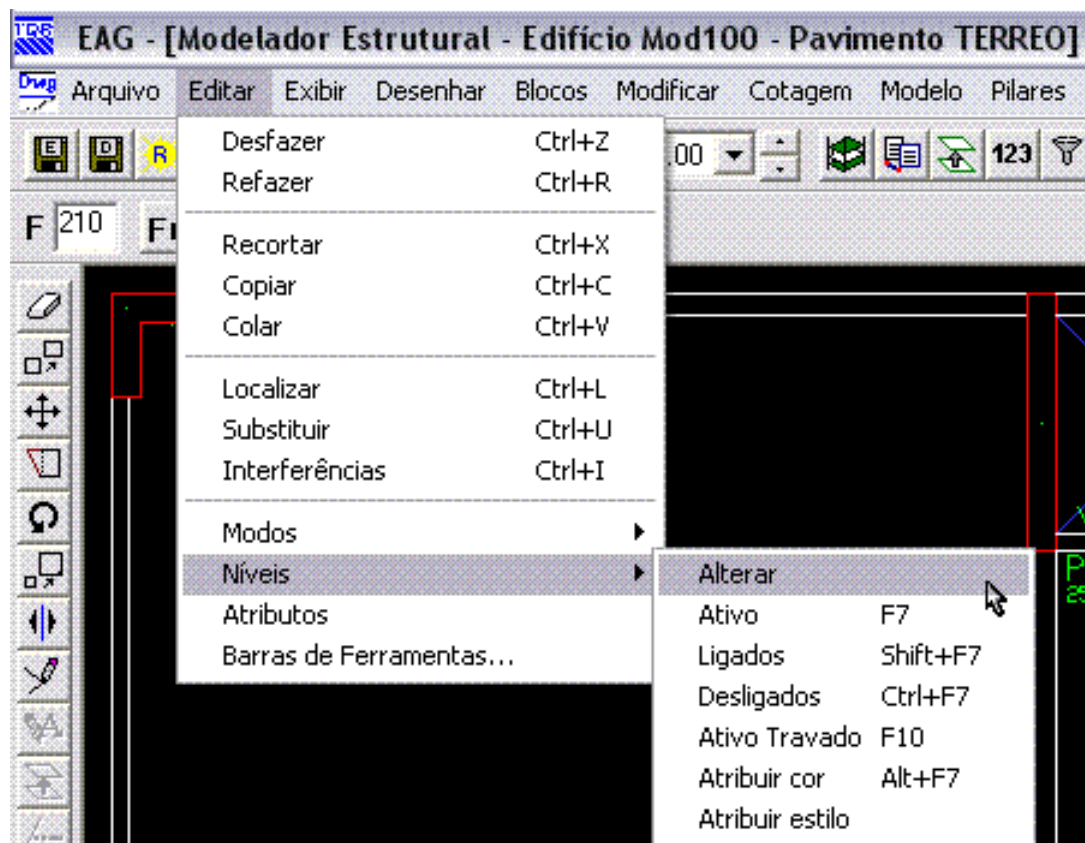 TQS EAG - [Modelador Estrutural - Edifício Mod100 - Pavimento TERREO]
Dwg Arquivo Editar Exibir Desenhar Blocos Modificar Cotagem Modelo Pilares
E D R .00 123
F 210
Desfazer Ctrl+Z
Refazer Ctrl+R
Recortar Ctrl+X
Copiar Ctrl+C
Colar Ctrl+V
Localizar Ctrl+L
Substituir Ctrl+U
Interferências Ctrl+I
Modos
Níveis
Atributos
Barras de Ferramentas...
Alterar
Ativo F7
Ligados Shift+F7
Desligados Ctrl+F7
Ativo Travado F10
Atribuir cor Alt+F7
Atribuir estilo
P
25